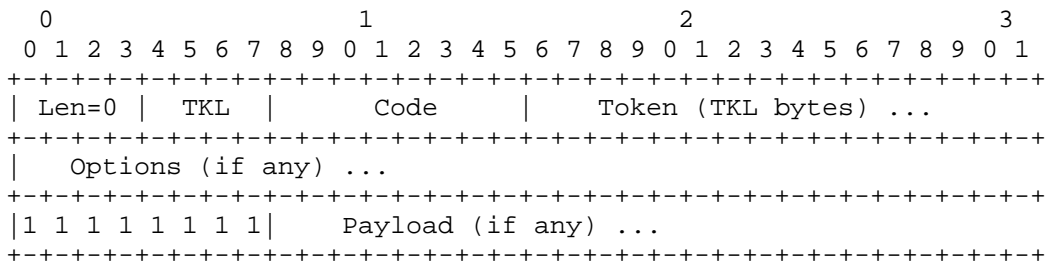 0                   1                   2                   3
 0 1 2 3 4 5 6 7 8 9 0 1 2 3 4 5 6 7 8 9 0 1 2 3 4 5 6 7 8 9 0 1
+-+-+-+-+-+-+-+-+-+-+-+-+-+-+-+-+-+-+-+-+-+-+-+-+-+-+-+-+-+-+-+-+
| Len=0 |  TKL  |      Code     |    Token (TKL bytes) ...
+-+-+-+-+-+-+-+-+-+-+-+-+-+-+-+-+-+-+-+-+-+-+-+-+-+-+-+-+-+-+-+-+
|   Options (if any) ...
+-+-+-+-+-+-+-+-+-+-+-+-+-+-+-+-+-+-+-+-+-+-+-+-+-+-+-+-+-+-+-+-+
|1 1 1 1 1 1 1 1|    Payload (if any) ...
+-+-+-+-+-+-+-+-+-+-+-+-+-+-+-+-+-+-+-+-+-+-+-+-+-+-+-+-+-+-+-+-+